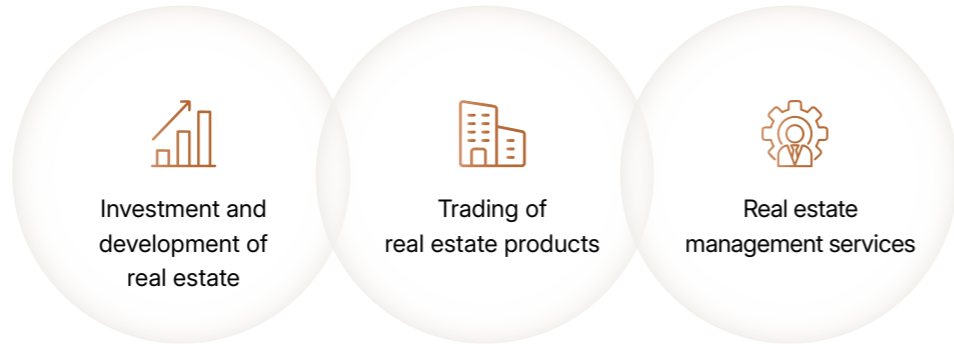 Investment and
development of
real estate
Trading of
real estate products
Real estate
management services